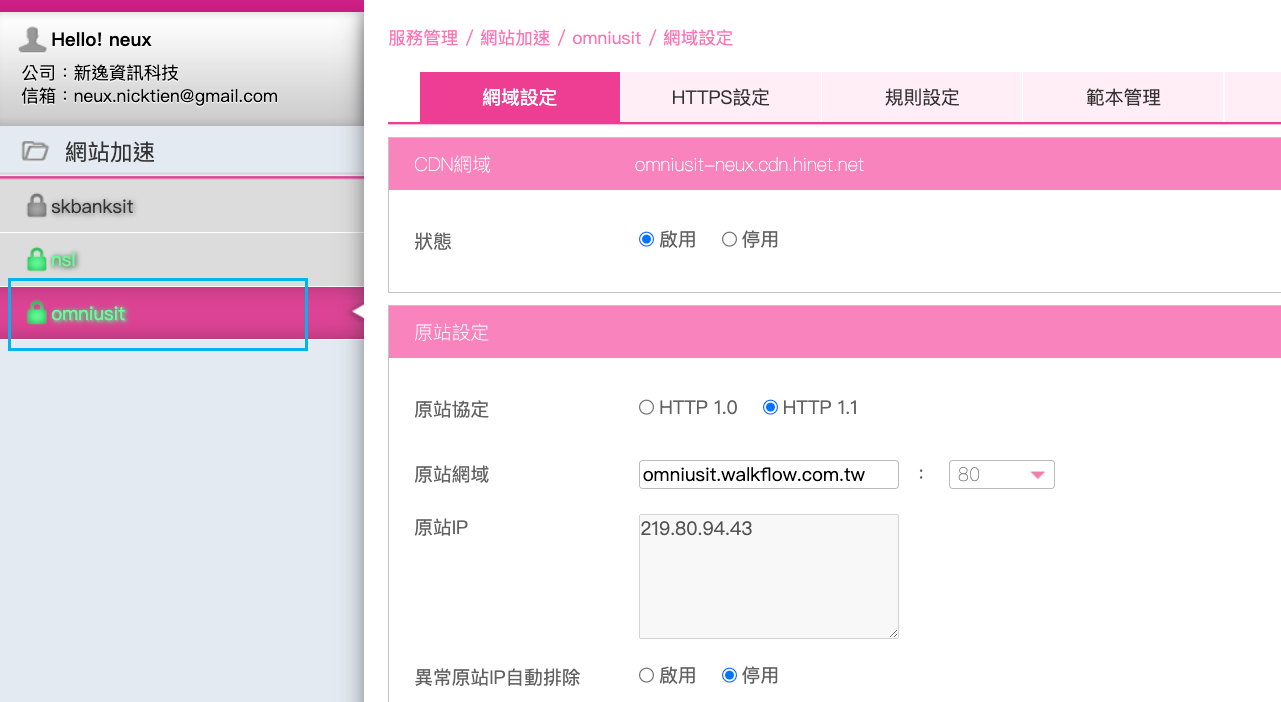 Hello! neux
公司：新逸資訊科技
信箱：neux.nicktien@gmail.com
網站加速
skbanksit
nsl
omniusit
服務管理 / 網站加速 / omniusit / 網域設定
網域設定 HTTPS設定 規則設定 範本管理
CDN網域 omniusit-neux.cdn.hinet.net
狀態 啟用 停用
原站設定
原站協定 HTTP 1.0 HTTP 1.1
原站網域 omniusit.walkflow.com.tw : 80
原站IP 219.80.94.43
異常原站IP自動排除 啟用 停用